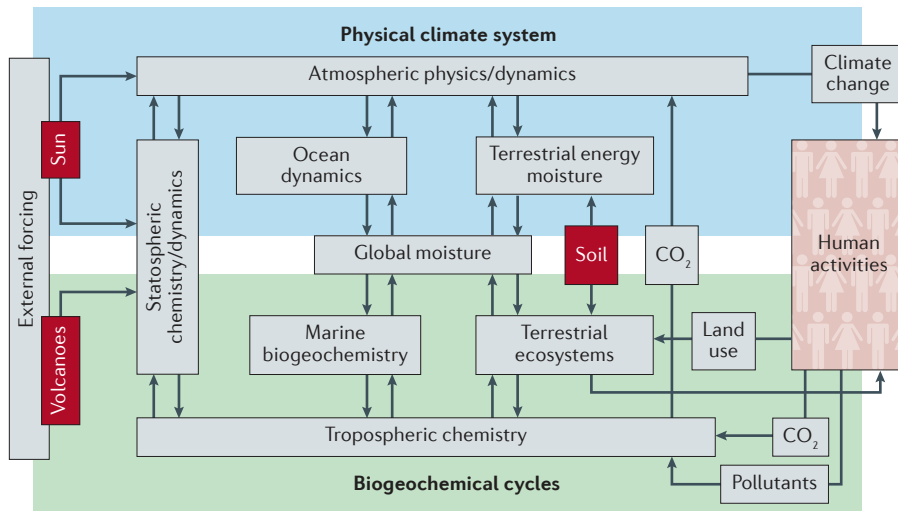 Physical climate system
Atmospheric physics/dynamics
Climate
change
External forcing
Sun
Statospheric
chemistry/dynamics
Ocean
dynamics
Terrestrial energy
moisture
Global moisture
Soil
CO₂
Human
activities
Volcanoes
Marine
biogeochemistry
Terrestrial
ecosystems
Land
use
Tropospheric chemistry
CO₂
Pollutants
Biogeochemical cycles